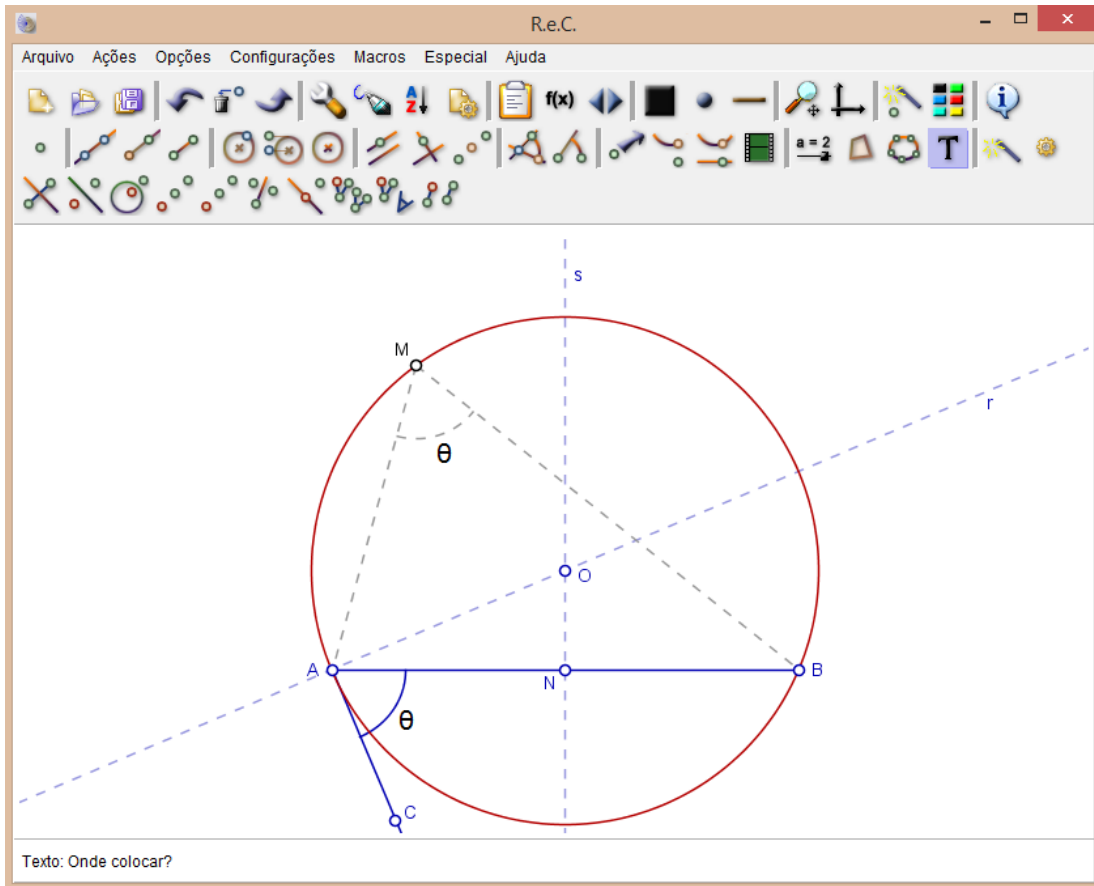 R.e.C.
Arquivo Ações Opções Configurações Macros Especial Ajuda
A Z f(x) i
a = 2 T
s
M
r
θ
O
A N B
θ
C
Texto: Onde colocar?